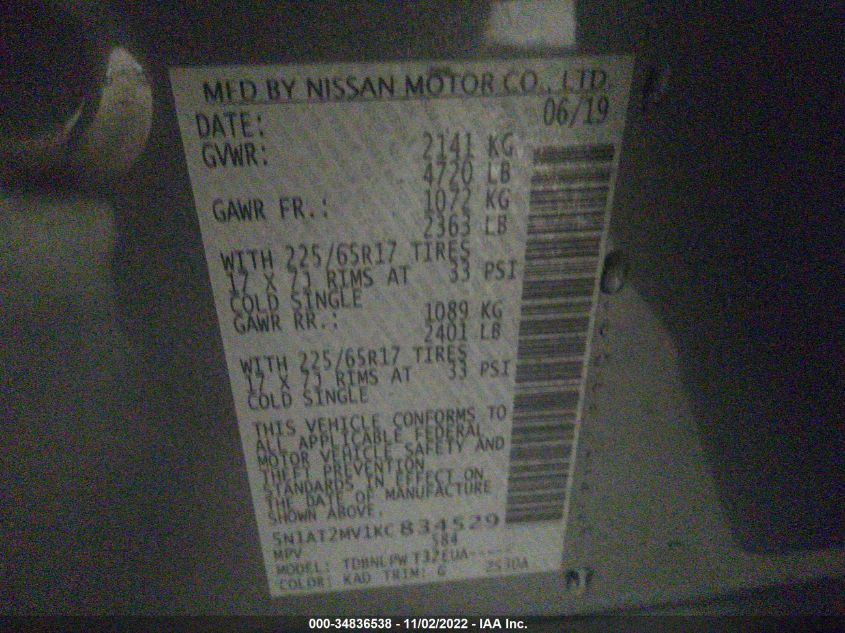 MFD BY NISSAN MOTOR CO., LTD.
DATE: 06/19
GVWR: 2141 KG
4720 LB
GAWR FR.: 1072 KG
2363 LB
WITH 225/65R17 TIRES
17 X 7J RIMS AT 33 PSI
COLD SINGLE
GAWR RR.: 1089 KG
2401 LB
WITH 225/65R17 TIRES
17 X 7J RIMS AT 33 PSI
COLD SINGLE
THIS VEHICLE CONFORMS TO
ALL APPLICABLE FEDERAL
MOTOR VEHICLE SAFETY AND
THEFT PREVENTION
STANDARDS IN EFFECT ON
THE DATE OF MANUFACTURE
SHOWN ABOVE.
5N1AT2MV1KC834529
MPV 584
MODEL: TDBNLPW T32EUA-----
COLOR: KAD TRIM: G 2S30A
000-34836538 - 11/02/2022 - IAA Inc.